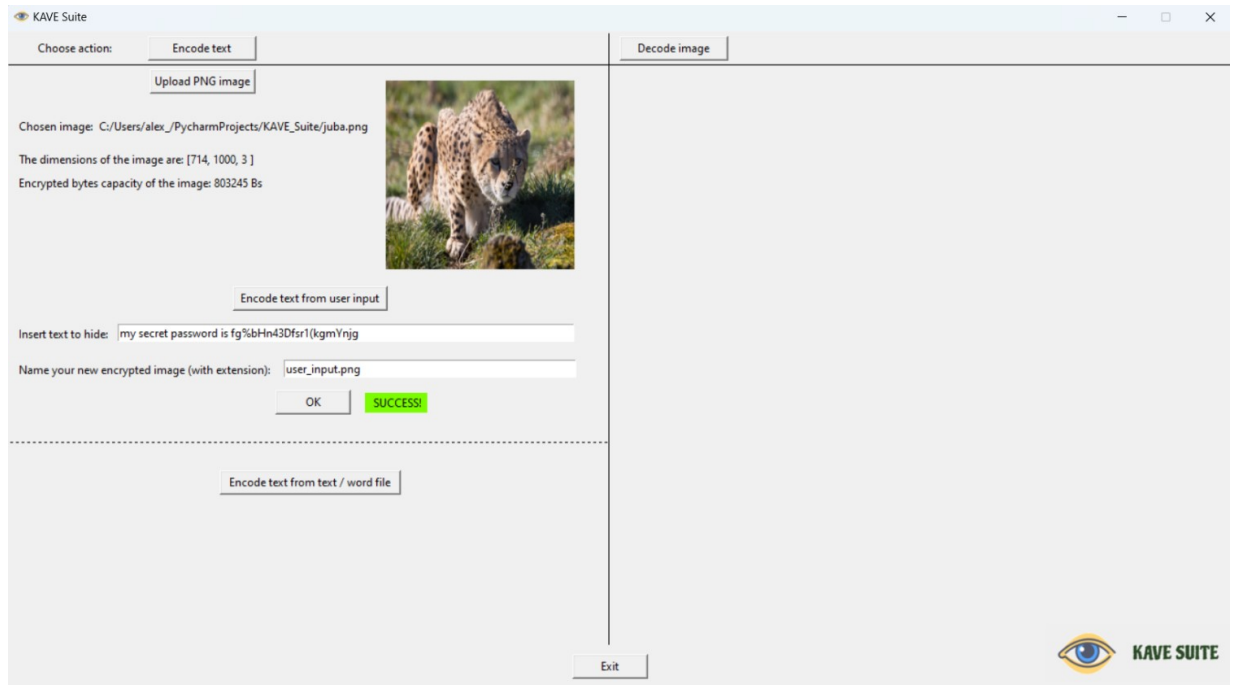 KAVE Suite
Choose action:
Encode text
Decode image
Upload PNG image
Chosen image: C:/Users/alex_/PycharmProjects/KAVE_Suite/juba.png
The dimensions of the image are: [714, 1000, 3 ]
Encrypted bytes capacity of the image: 803245 Bs
Encode text from user input
Insert text to hide: my secret password is fg%bHn43Dfsr1(kgmYnjg
Name your new encrypted image (with extension): user_input.png
OK
SUCCESS!
Encode text from text / word file
Exit
KAVE SUITE